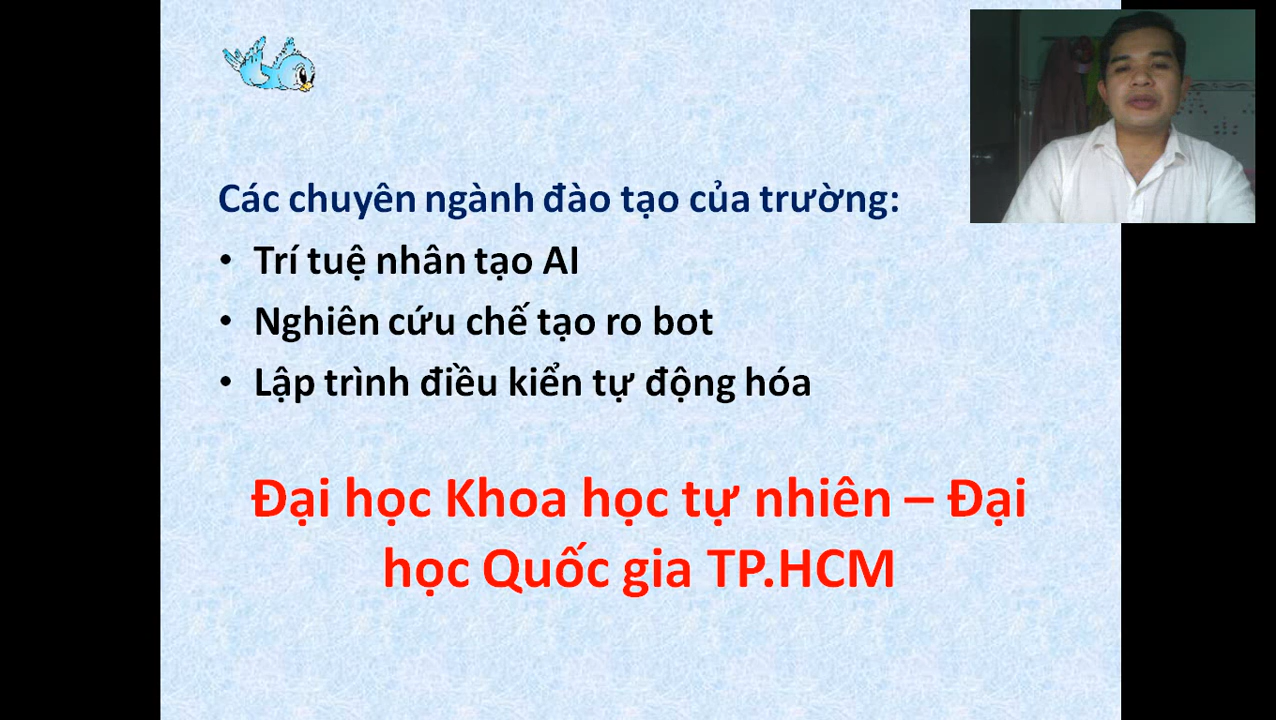 Các chuyên ngành đào tạo của trường:
• Trí tuệ nhân tạo AI
• Nghiên cứu chế tạo ro bot
• Lập trình điều kiển tự động hóa
Đại học Khoa học tự nhiên – Đại
học Quốc gia TP.HCM